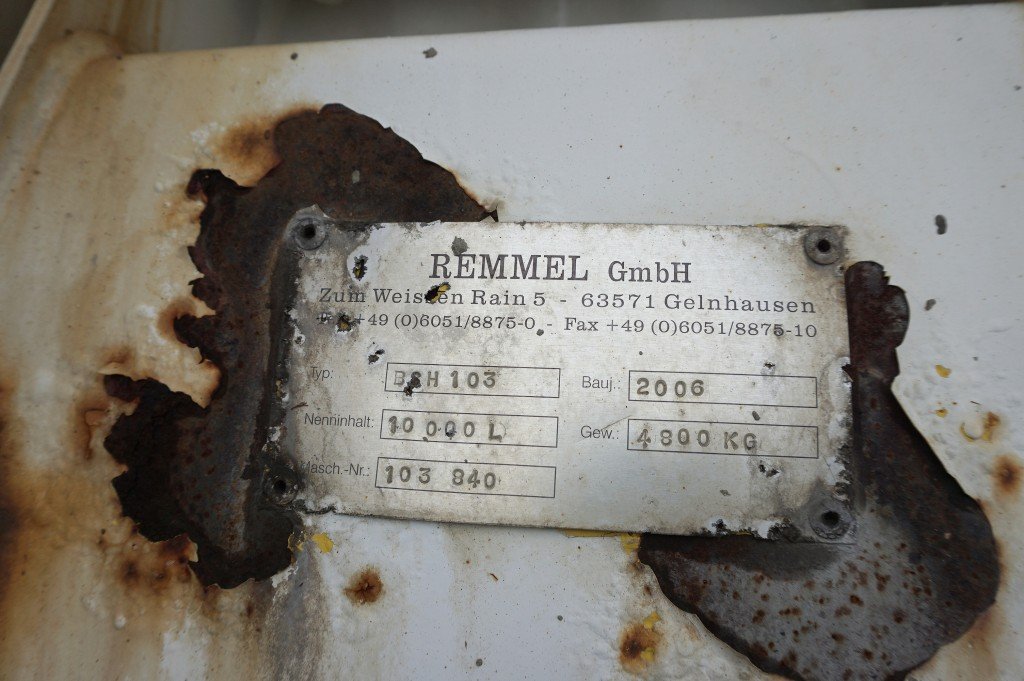 REMMEL GmbH
Zum Weissen Rain 5 - 63571 Gelnhausen
+49 (0)6051/8875-0 - Fax +49 (0)6051/8875-10
Typ: BSH 103 Bauj.: 2006
Nenninhalt: 10 000 L Gew.: 4800 KG
Masch.-Nr.: 103 840